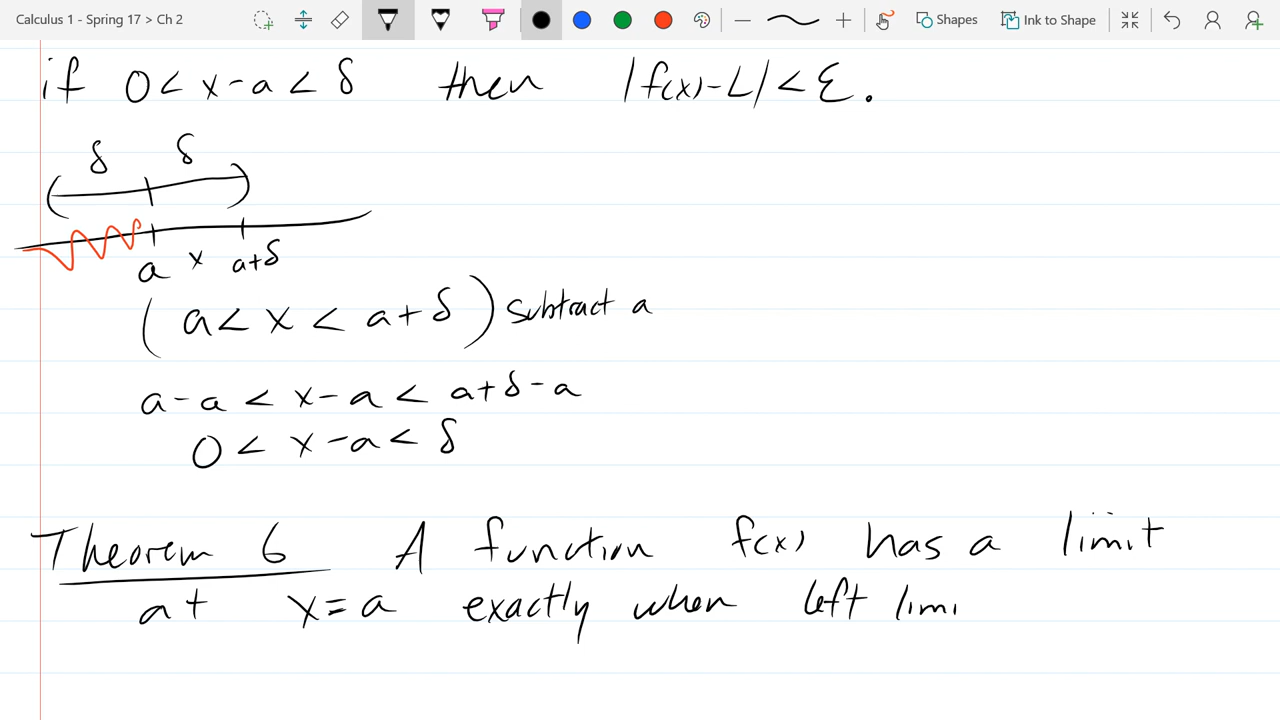 Calculus 1 - Spring 17 > Ch 2
Shapes
Ink to Shape
if 0 < x - a < δ then |f(x) - L| < ε.
δ δ
a x a+δ
( a < x < a + δ ) subtract a
a - a < x - a < a + δ - a
0 < x - a < δ
Theorem 6 A function f(x) has a limit
at x = a exactly when left limi